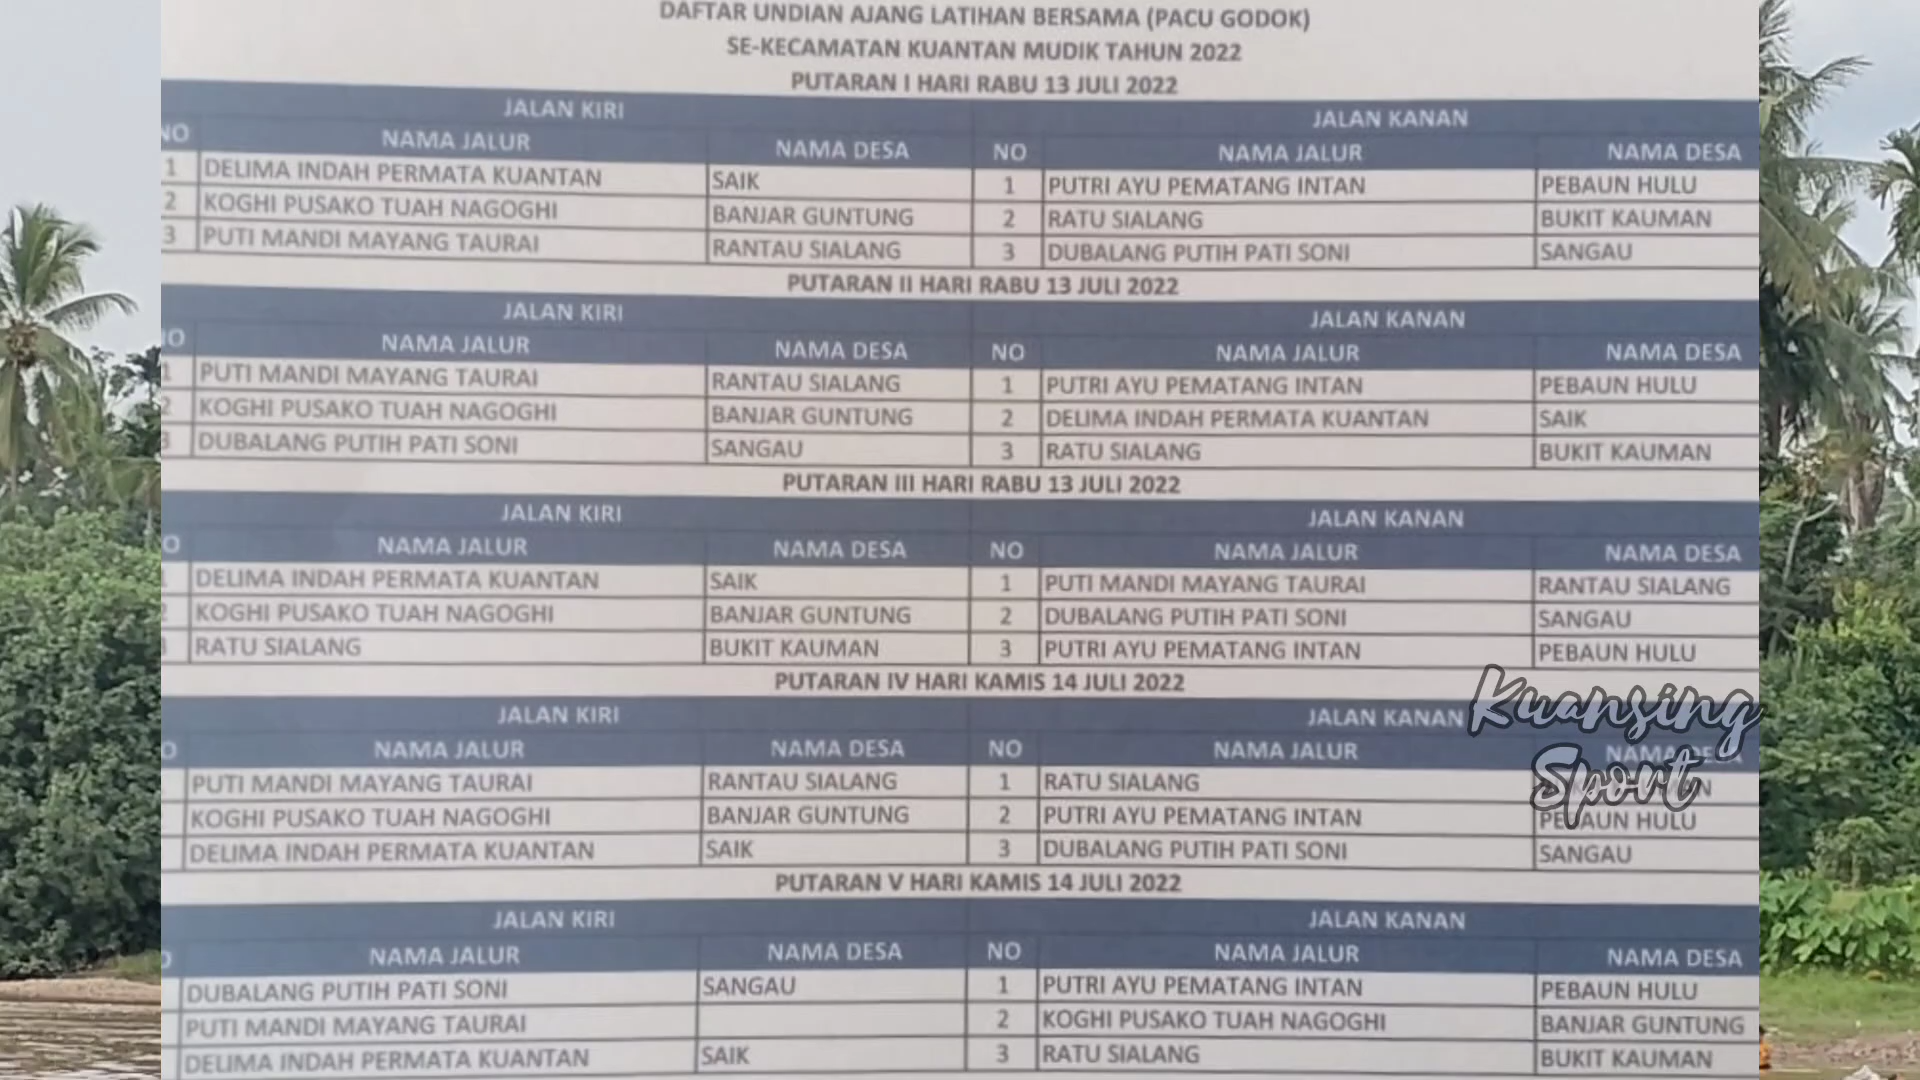 DAFTAR UNDIAN AJANG LATIHAN BERSAMA (PACU GODOK)
SE-KECAMATAN KUANTAN MUDIK TAHUN 2022
PUTARAN I HARI RABU 13 JULI 2022
JALAN KIRI JALAN KANAN
NO NAMA JALUR NAMA DESA NO NAMA JALUR NAMA DESA
1 DELIMA INDAH PERMATA KUANTAN SAIK 1 PUTRI AYU PEMATANG INTAN PEBAUN HULU
2 KOGHI PUSAKO TUAH NAGOGHI BANJAR GUNTUNG 2 RATU SIALANG BUKIT KAUMAN
3 PUTI MANDI MAYANG TAURAI RANTAU SIALANG 3 DUBALANG PUTIH PATI SONI SANGAU
PUTARAN II HARI RABU 13 JULI 2022
JALAN KIRI JALAN KANAN
NO NAMA JALUR NAMA DESA NO NAMA JALUR NAMA DESA
1 PUTI MANDI MAYANG TAURAI RANTAU SIALANG 1 PUTRI AYU PEMATANG INTAN PEBAUN HULU
2 KOGHI PUSAKO TUAH NAGOGHI BANJAR GUNTUNG 2 DELIMA INDAH PERMATA KUANTAN SAIK
3 DUBALANG PUTIH PATI SONI SANGAU 3 RATU SIALANG BUKIT KAUMAN
PUTARAN III HARI RABU 13 JULI 2022
JALAN KIRI JALAN KANAN
O NAMA JALUR NAMA DESA NO NAMA JALUR NAMA DESA
DELIMA INDAH PERMATA KUANTAN SAIK 1 PUTI MANDI MAYANG TAURAI RANTAU SIALANG
KOGHI PUSAKO TUAH NAGOGHI BANJAR GUNTUNG 2 DUBALANG PUTIH PATI SONI SANGAU
RATU SIALANG BUKIT KAUMAN 3 PUTRI AYU PEMATANG INTAN PEBAUN HULU
PUTARAN IV HARI KAMIS 14 JULI 2022
JALAN KIRI JALAN KANAN
NAMA JALUR NAMA DESA NO NAMA JALUR NAMA DESA
PUTI MANDI MAYANG TAURAI RANTAU SIALANG 1 RATU SIALANG
KOGHI PUSAKO TUAH NAGOGHI BANJAR GUNTUNG 2 PUTRI AYU PEMATANG INTAN PEBAUN HULU
DELIMA INDAH PERMATA KUANTAN SAIK 3 DUBALANG PUTIH PATI SONI SANGAU
PUTARAN V HARI KAMIS 14 JULI 2022
JALAN KIRI JALAN KANAN
NAMA JALUR NAMA DESA NO NAMA JALUR NAMA DESA
DUBALANG PUTIH PATI SONI SANGAU 1 PUTRI AYU PEMATANG INTAN PEBAUN HULU
PUTI MANDI MAYANG TAURAI 2 KOGHI PUSAKO TUAH NAGOGHI BANJAR GUNTUNG
DELIMA INDAH PERMATA KUANTAN SAIK 3 RATU SIALANG BUKIT KAUMAN
Kuansing
Sport